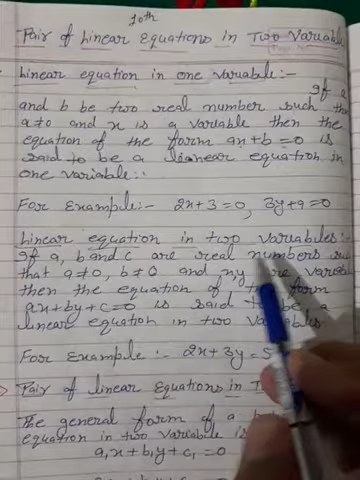 10th
Pair of Linear Equations in Two Variable
Linear equation in one variable:-
If a
and b be two real number such that
a≠0 and x is a variable then the
equation of the form ax+b=0 is
said to be a linear equation in
one variable:.
For Example:- 2x+3=0, 3y+9=0
Linear equation in two variables:-
If a, b and c are real numbers such
that a≠0, b≠0 and x,y are variable
then the equation of the form
ax+by+c=0 is said to be a
linear equation in two variables.
For Example :- 2x+3y=5
Pair of linear Equations in
The general form of a
equation in two variable is
a₁x+b₁y+c₁=0